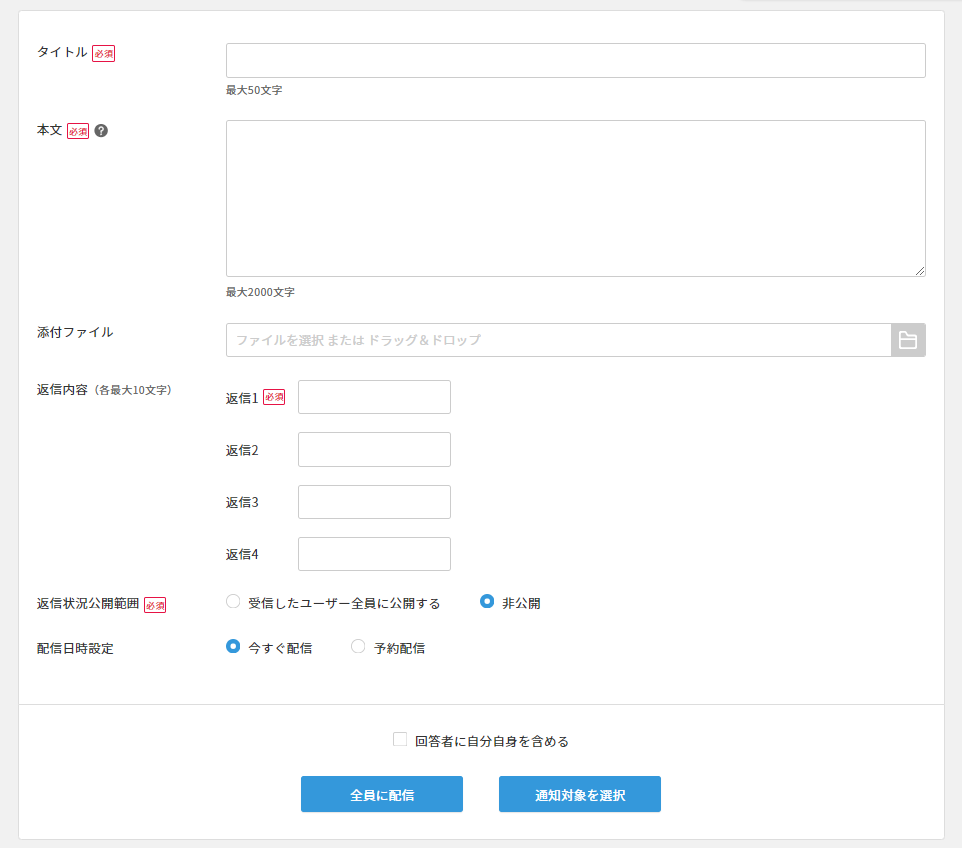 タイトル 必須
最大50文字
本文 必須 ?
最大2000文字
添付ファイル ファイルを選択 または ドラッグ＆ドロップ
返信内容（各最大10文字） 返信1 必須
返信2
返信3
返信4
返信状況公開範囲 必須 受信したユーザー全員に公開する 非公開
配信日時設定 今すぐ配信 予約配信
回答者に自分自身を含める
全員に配信 通知対象を選択